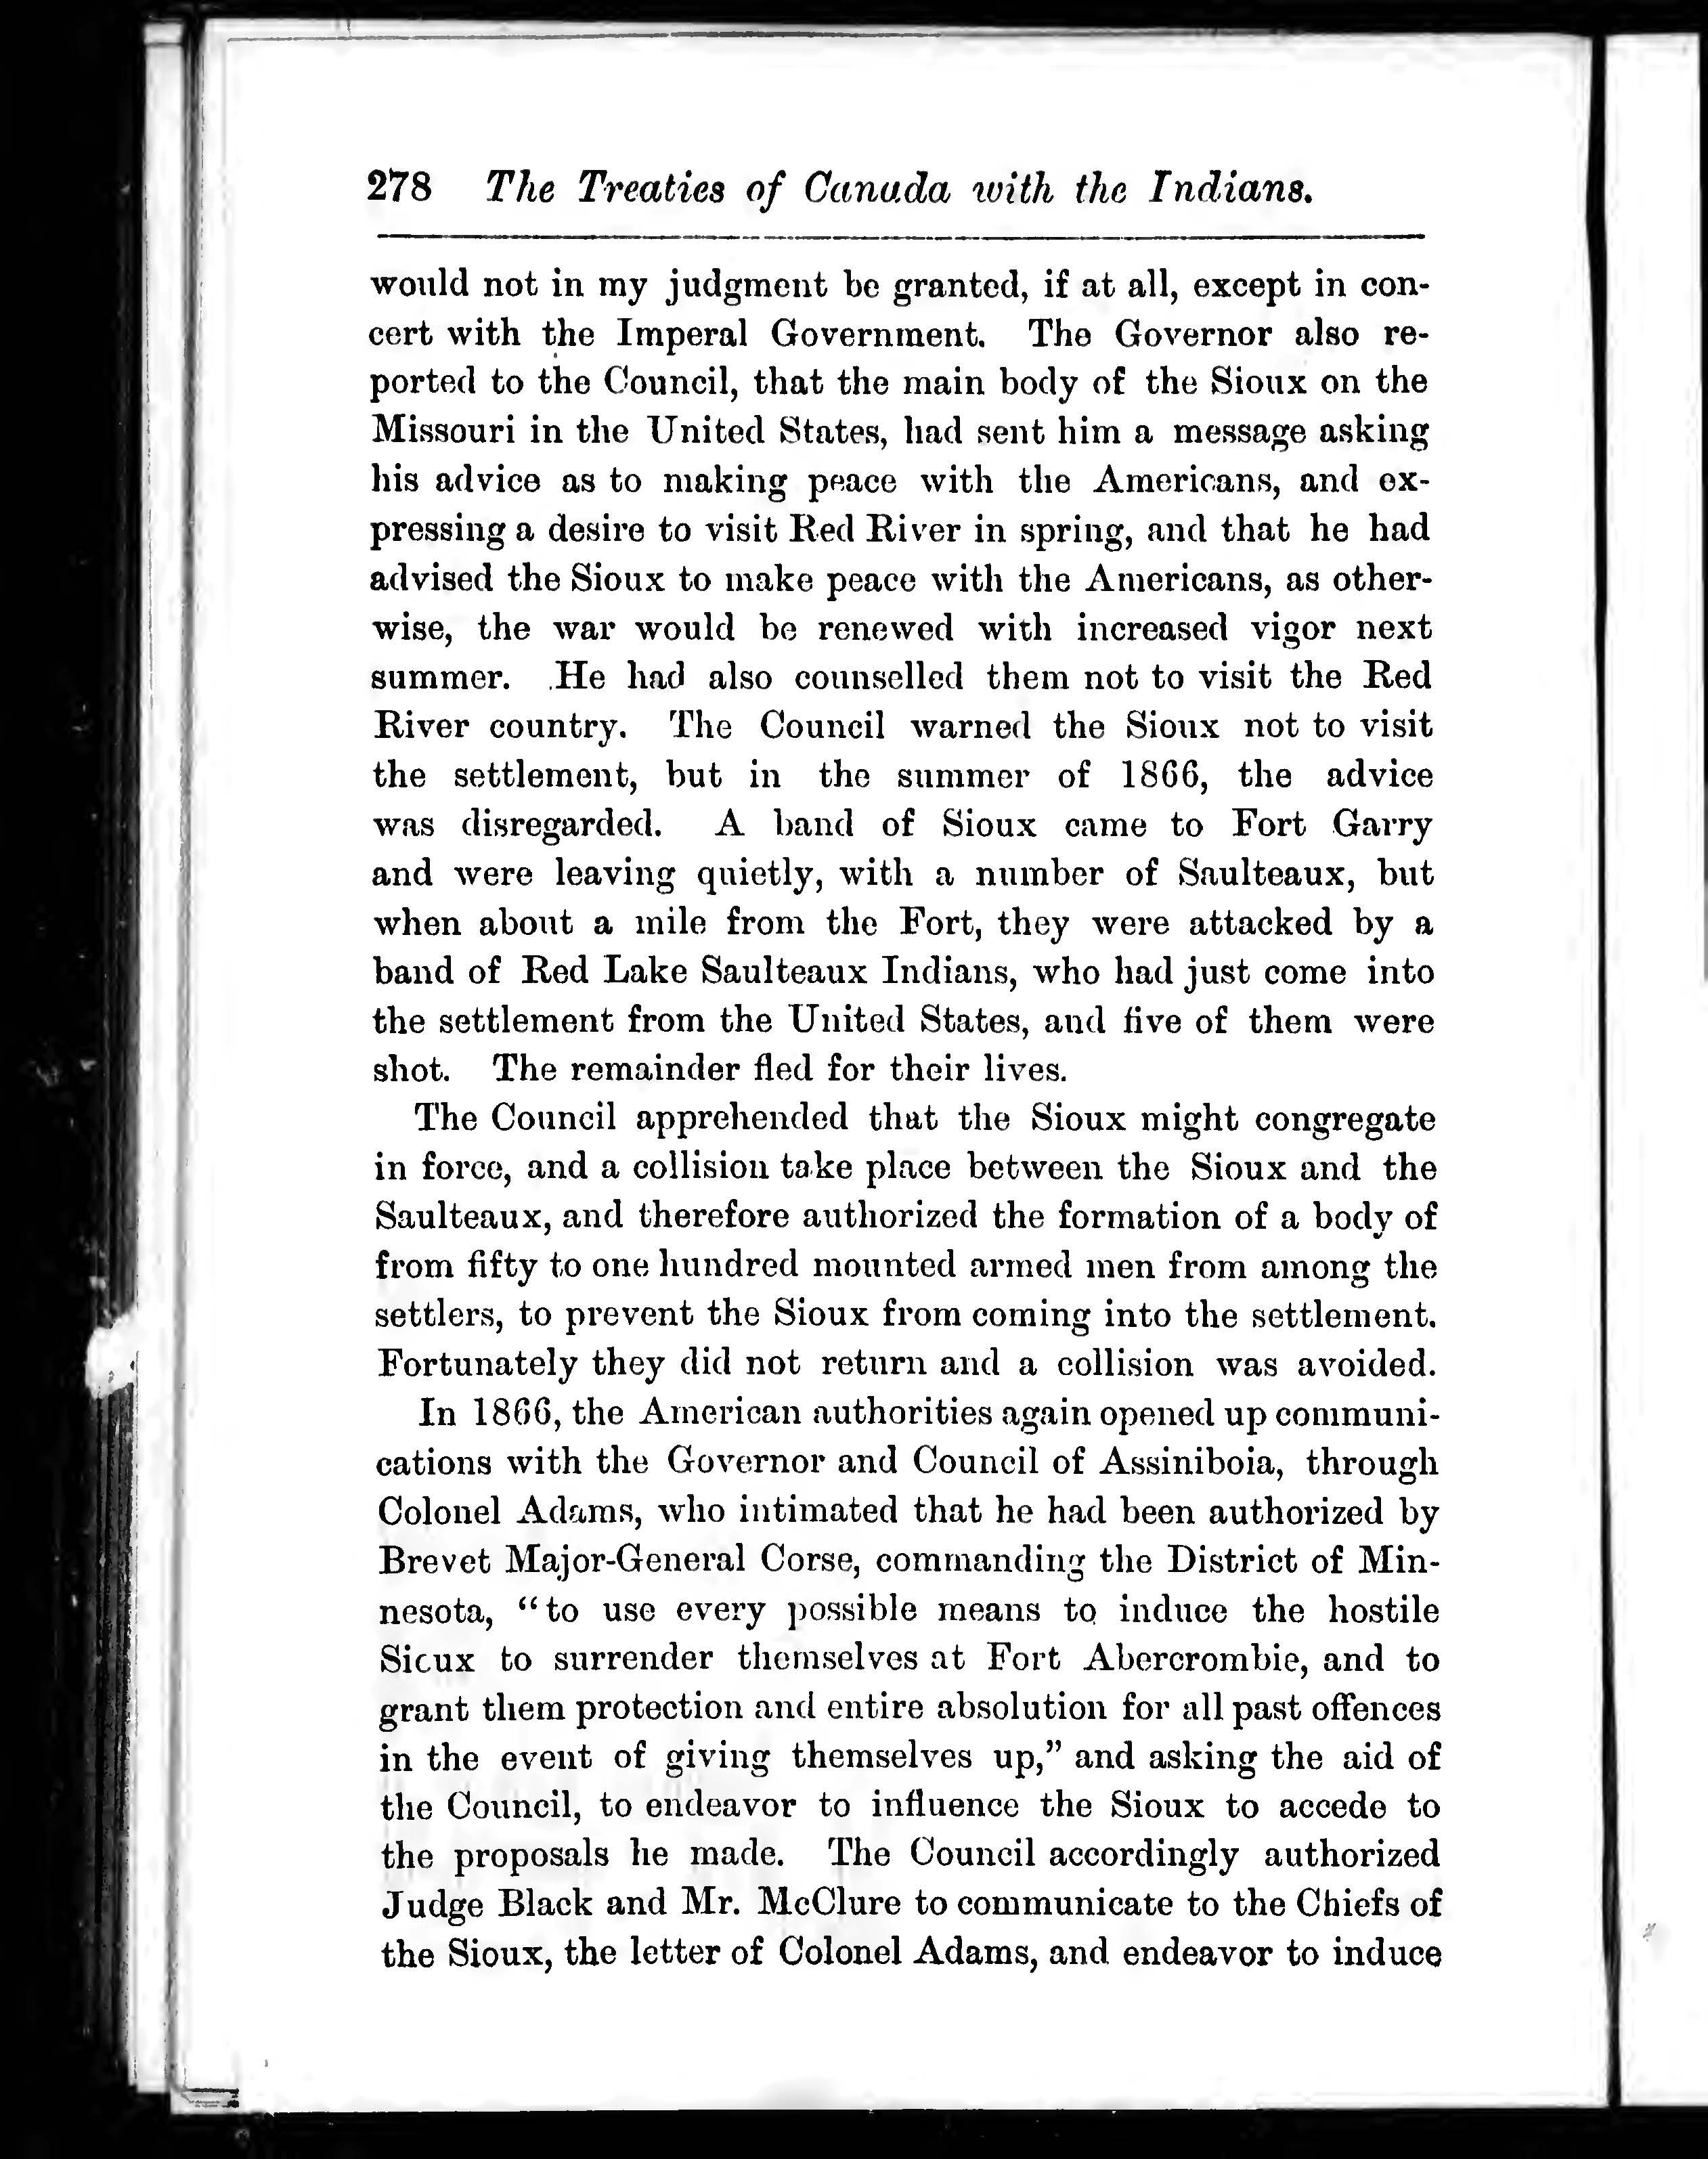 278 The Treaties of Canada with the Indians.
would not in my judgment be granted, if at all, except in con-
cert with the Imperal Government. The Governor also re-
ported to the Council, that the main body of the Sioux on the
Missouri in the United States, had sent him a message asking
his advice as to making peace with the Americans, and ex-
pressing a desire to visit Red River in spring, and that he had
advised the Sioux to make peace with the Americans, as other-
wise, the war would be renewed with increased vigor next
summer. He had also counselled them not to visit the Red
River country. The Council warned the Sioux not to visit
the settlement, but in the summer of 1866, the advice
was disregarded. A band of Sioux came to Fort Garry
and were leaving quietly, with a number of Saulteaux, but
when about a mile from the Fort, they were attacked by a
band of Red Lake Saulteaux Indians, who had just come into
the settlement from the United States, and five of them were
shot. The remainder fled for their lives.
The Council apprehended that the Sioux might congregate
in force, and a collision take place between the Sioux and the
Saulteaux, and therefore authorized the formation of a body of
from fifty to one hundred mounted armed men from among the
settlers, to prevent the Sioux from coming into the settlement.
Fortunately they did not return and a collision was avoided.
In 1866, the American authorities again opened up communi-
cations with the Governor and Council of Assiniboia, through
Colonel Adams, who intimated that he had been authorized by
Brevet Major-General Corse, commanding the District of Min-
nesota, “to use every possible means to induce the hostile
Sioux to surrender themselves at Fort Abercrombie, and to
grant them protection and entire absolution for all past offences
in the event of giving themselves up,” and asking the aid of
the Council, to endeavor to influence the Sioux to accede to
the proposals he made. The Council accordingly authorized
Judge Black and Mr. McClure to communicate to the Chiefs of
the Sioux, the letter of Colonel Adams, and endeavor to induce